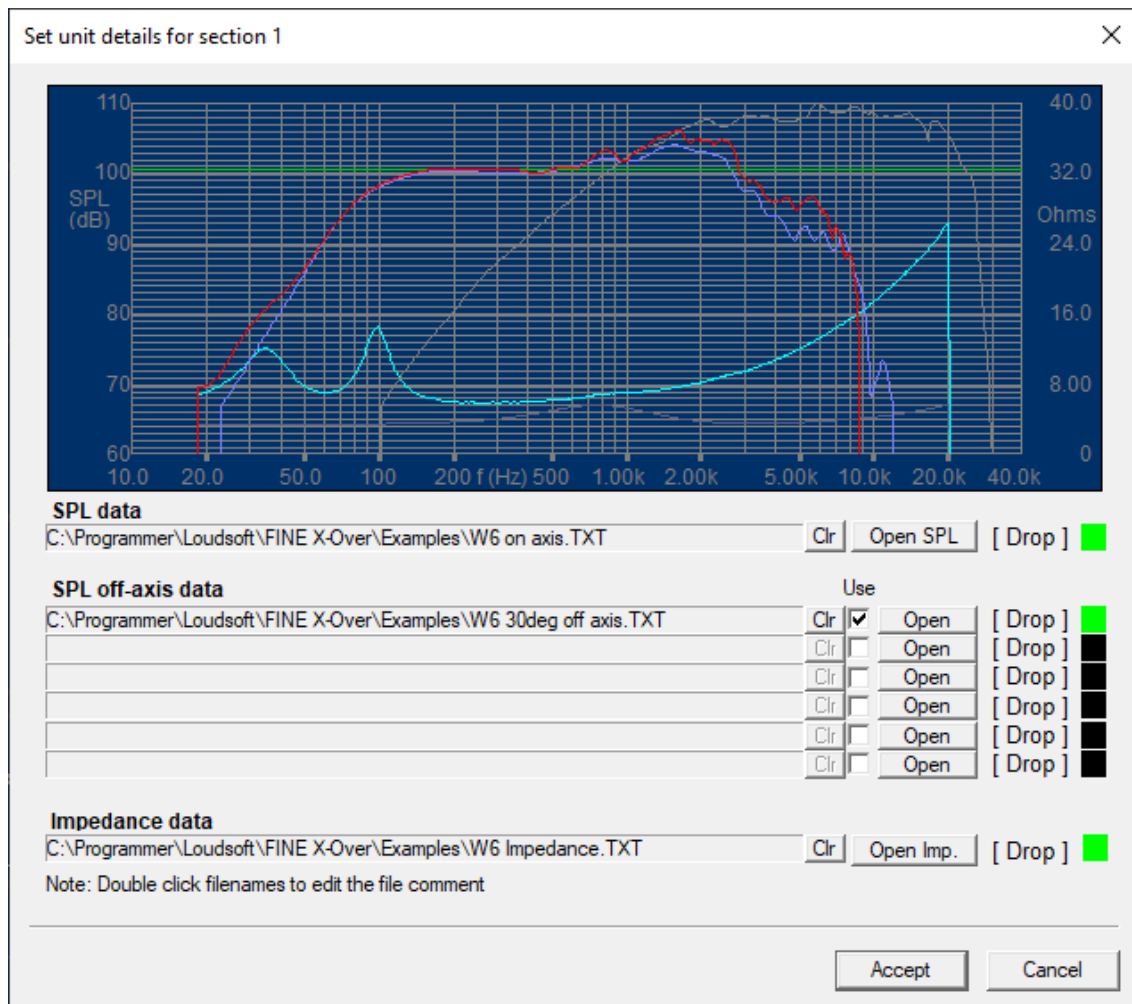 Set unit details for section 1
110 40.0
100 32.0
SPL
(dB) Ohms
90 24.0
80 16.0
70 8.00
60 0
10.0 20.0 50.0 100 200 f (Hz) 500 1.00k 2.00k 5.00k 10.0k 20.0k 40.0k
SPL data
C:\Programmer\Loudsoft\FINE X-Over\Examples\W6 on axis.TXT Clr Open SPL [ Drop ]
SPL off-axis data Use
C:\Programmer\Loudsoft\FINE X-Over\Examples\W6 30deg off axis.TXT Clr Open [ Drop ]
Clr Open [ Drop ]
Clr Open [ Drop ]
Clr Open [ Drop ]
Clr Open [ Drop ]
Clr Open [ Drop ]
Impedance data
C:\Programmer\Loudsoft\FINE X-Over\Examples\W6 Impedance.TXT Clr Open Imp. [ Drop ]
Note: Double click filenames to edit the file comment
Accept Cancel